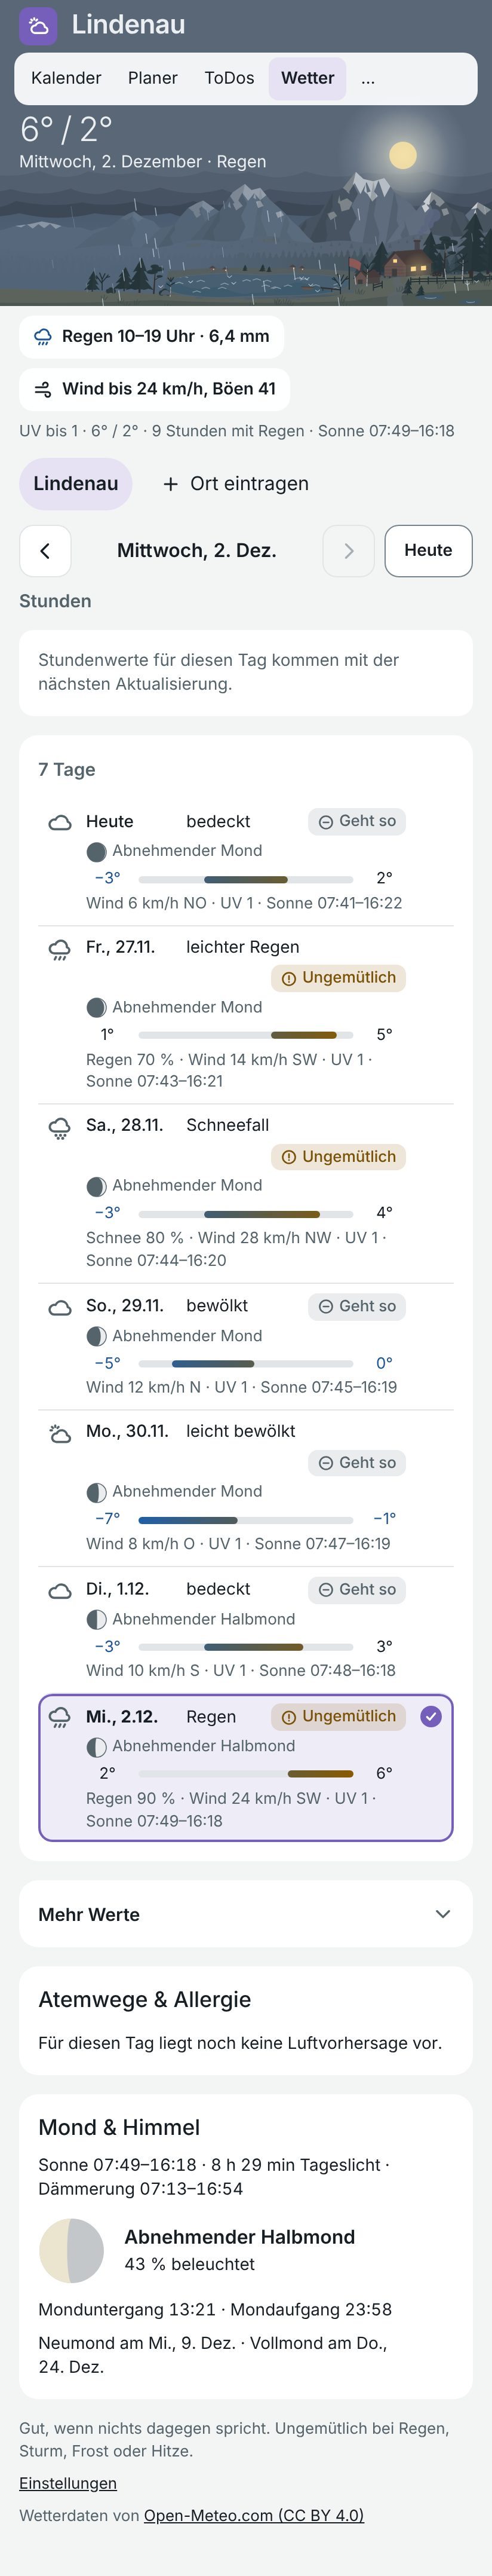 Lindenau
Kalender Planer ToDos Wetter ...
6° / 2°
Mittwoch, 2. Dezember · Regen
Regen 10–19 Uhr · 6,4 mm
Wind bis 24 km/h, Böen 41
UV bis 1 · 6° / 2° · 9 Stunden mit Regen · Sonne 07:49–16:18
Lindenau + Ort eintragen
Mittwoch, 2. Dez. Heute
Stunden
Stundenwerte für diesen Tag kommen mit der
nächsten Aktualisierung.
7 Tage
Heute bedeckt Geht so
Abnehmender Mond
−3° 2°
Wind 6 km/h NO · UV 1 · Sonne 07:41–16:22
Fr., 27.11. leichter Regen
Ungemütlich
Abnehmender Mond
1° 5°
Regen 70 % · Wind 14 km/h SW · UV 1 ·
Sonne 07:43–16:21
Sa., 28.11. Schneefall
Ungemütlich
Abnehmender Mond
−3° 4°
Schnee 80 % · Wind 28 km/h NW · UV 1 ·
Sonne 07:44–16:20
So., 29.11. bewölkt Geht so
Abnehmender Mond
−5° 0°
Wind 12 km/h N · UV 1 · Sonne 07:45–16:19
Mo., 30.11. leicht bewölkt
Geht so
Abnehmender Mond
−7° −1°
Wind 8 km/h O · UV 1 · Sonne 07:47–16:19
Di., 1.12. bedeckt Geht so
Abnehmender Halbmond
−3° 3°
Wind 10 km/h S · UV 1 · Sonne 07:48–16:18
Mi., 2.12. Regen Ungemütlich
Abnehmender Halbmond
2° 6°
Regen 90 % · Wind 24 km/h SW · UV 1 ·
Sonne 07:49–16:18
Mehr Werte
Atemwege & Allergie
Für diesen Tag liegt noch keine Luftvorhersage vor.
Mond & Himmel
Sonne 07:49–16:18 · 8 h 29 min Tageslicht ·
Dämmerung 07:13–16:54
Abnehmender Halbmond
43 % beleuchtet
Monduntergang 13:21 · Mondaufgang 23:58
Neumond am Mi., 9. Dez. · Vollmond am Do.,
24. Dez.
Gut, wenn nichts dagegen spricht. Ungemütlich bei Regen,
Sturm, Frost oder Hitze.
Einstellungen
Wetterdaten von Open-Meteo.com (CC BY 4.0)